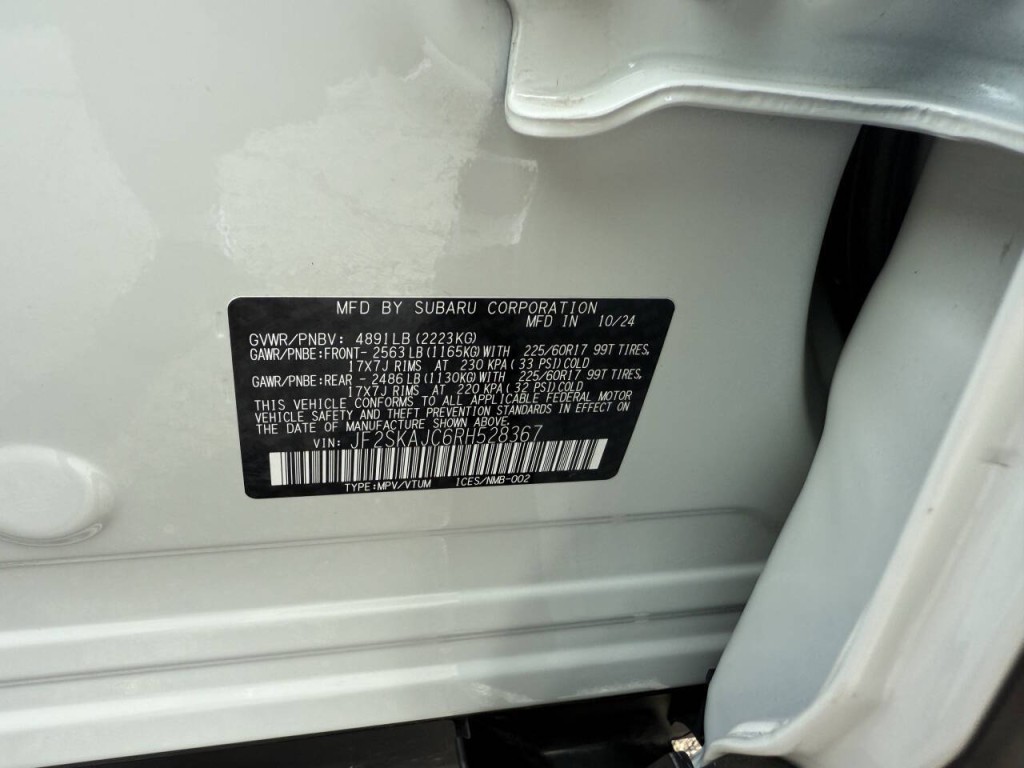 MFD BY SUBARU CORPORATION
MFD IN 10/24
GVWR/PNBV: 4891LB (2223KG)
GAWR/PNBE:FRONT- 2563LB (1165KG) WITH 225/60R17 99T TIRES,
17X7J RIMS AT 230 KPA (33 PSI) COLD
GAWR/PNBE:REAR - 2486LB (1130KG) WITH 225/60R17 99T TIRES,
17X7J RIMS AT 220 KPA (32 PSI) COLD
THIS VEHICLE CONFORMS TO ALL APPLICABLE FEDERAL MOTOR
VEHICLE SAFETY AND THEFT PREVENTION STANDARDS IN EFFECT ON
THE DATE OF MANUFACTURE SHOWN ABOVE.
VIN: JF2SKAJC6RH528367
TYPE:MPV/VTUM ICES/NMB-002